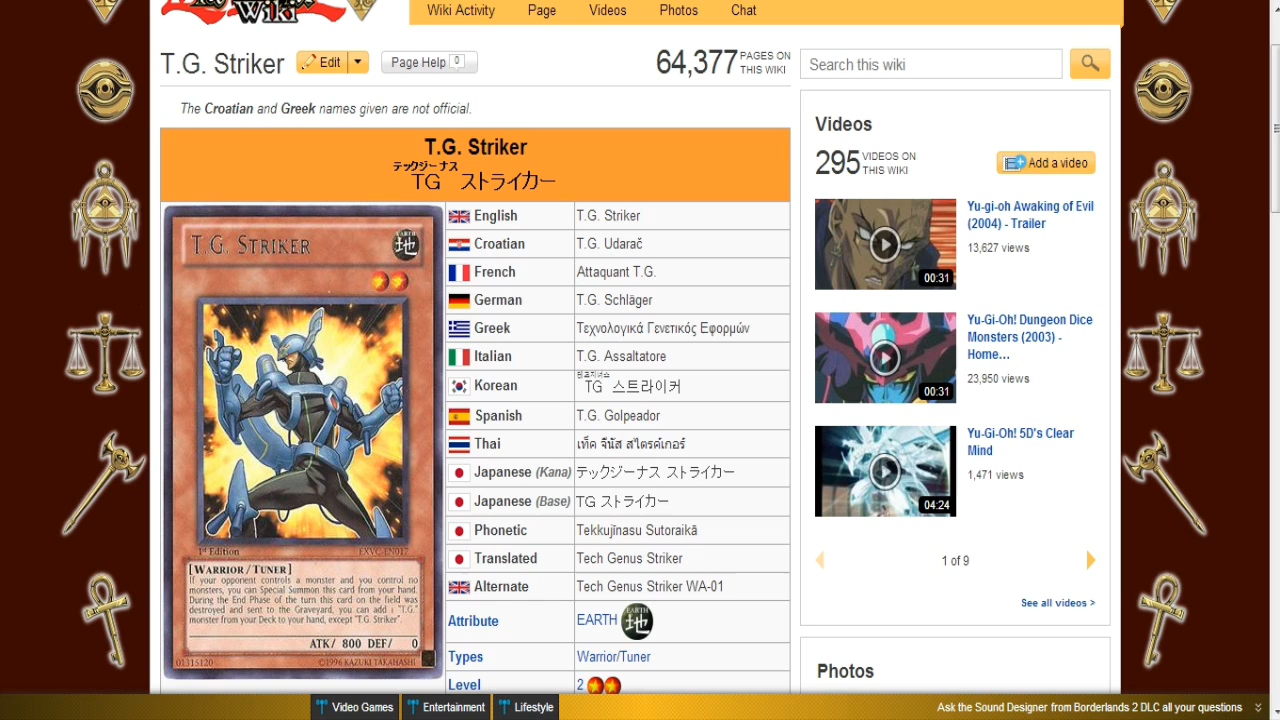 Wiki
Wiki Activity Page Videos Photos Chat
T.G. Striker Edit Page Help 0 64,377 PAGES ON THIS WIKI
Search this wiki
The Croatian and Greek names given are not official.
T.G. Striker
テックジーナス
TG ストライカー
English T.G. Striker
Croatian T.G. Udarač
French Attaquant T.G.
German T.G. Schläger
Greek Τεχνολογικά Γενετικός Εφορμών
Italian T.G. Assaltatore
Korean TG 스트라이커
Spanish T.G. Golpeador
Thai เท็ค จีนัส สไตรค์เกอร์
Japanese (Kana) テックジーナス ストライカー
Japanese (Base) TG ストライカー
Phonetic Tekkujīnasu Sutoraikā
Translated Tech Genus Striker
Alternate Tech Genus Striker WA-01
Attribute EARTH EARTH 地
Types Warrior/Tuner
Level 2
T.G. STRIKER
EARTH
地
1st Edition EXVC-EN017
[WARRIOR/TUNER]
If your opponent controls a monster and you control no
monsters, you can Special Summon this card from your hand.
During the End Phase of the turn this card on the field was
destroyed and sent to the Graveyard, you can add 1 "T.G."
monster from your Deck to your hand, except "T.G. Striker".
ATK/ 800 DEF/ 0
01315120 ©1996 KAZUKI TAKAHASHI
Videos
295 VIDEOS ON THIS WIKI
Add a video
Yu-gi-oh Awaking of Evil
(2004) - Trailer
13,627 views
00:31
Yu-Gi-Oh! Dungeon Dice
Monsters (2003) -
Home...
23,950 views
00:31
Yu-Gi-Oh! 5D's Clear
Mind
1,471 views
04:24
1 of 9
See all videos >
Photos
Video Games Entertainment Lifestyle
Ask the Sound Designer from Borderlands 2 DLC all your questions